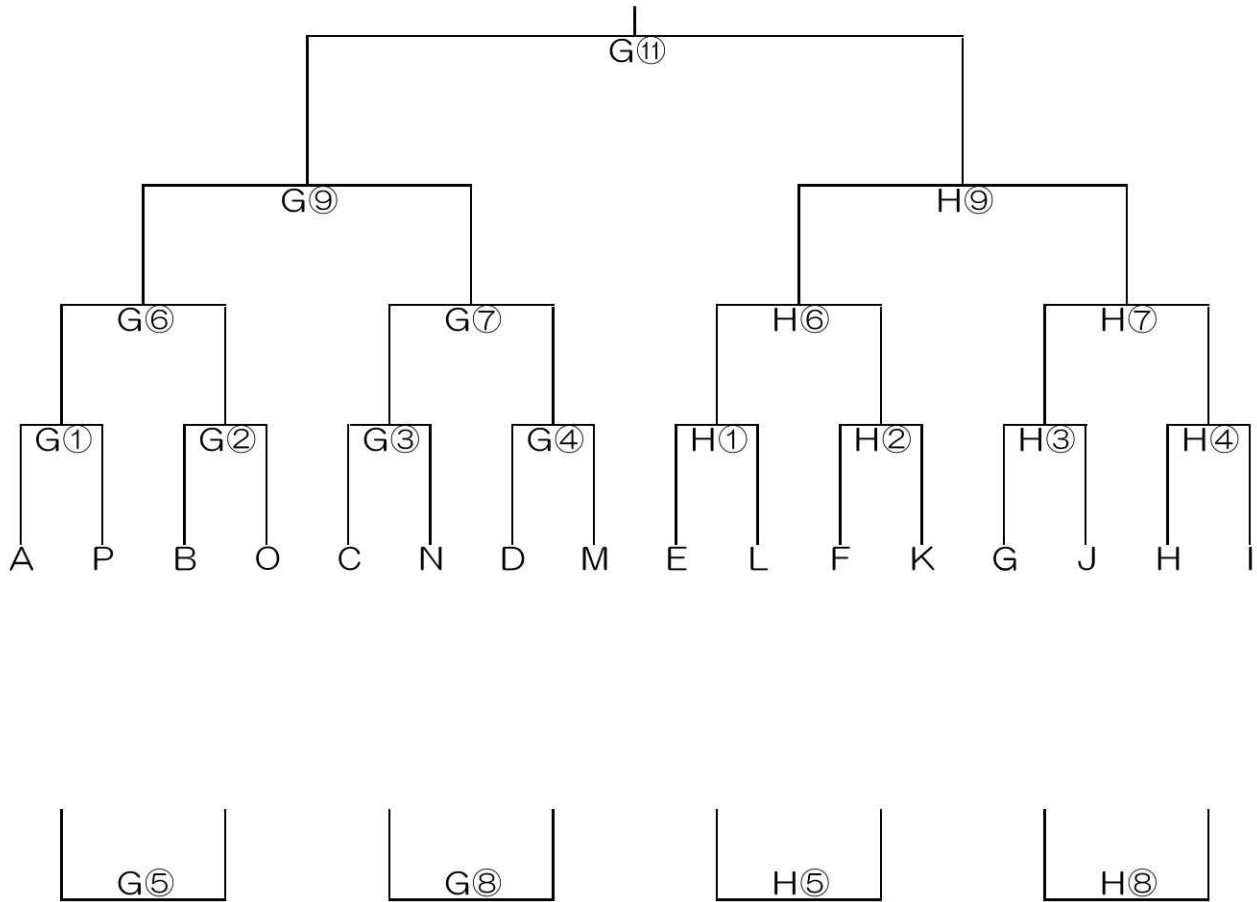 G⑪
G⑨ H⑨
G⑥ G⑦ H⑥ H⑦
G① G② G③ G④ H① H② H③ H④
A P B O C N D M E L F K G J H I
G⑤ G⑧ H⑤ H⑧